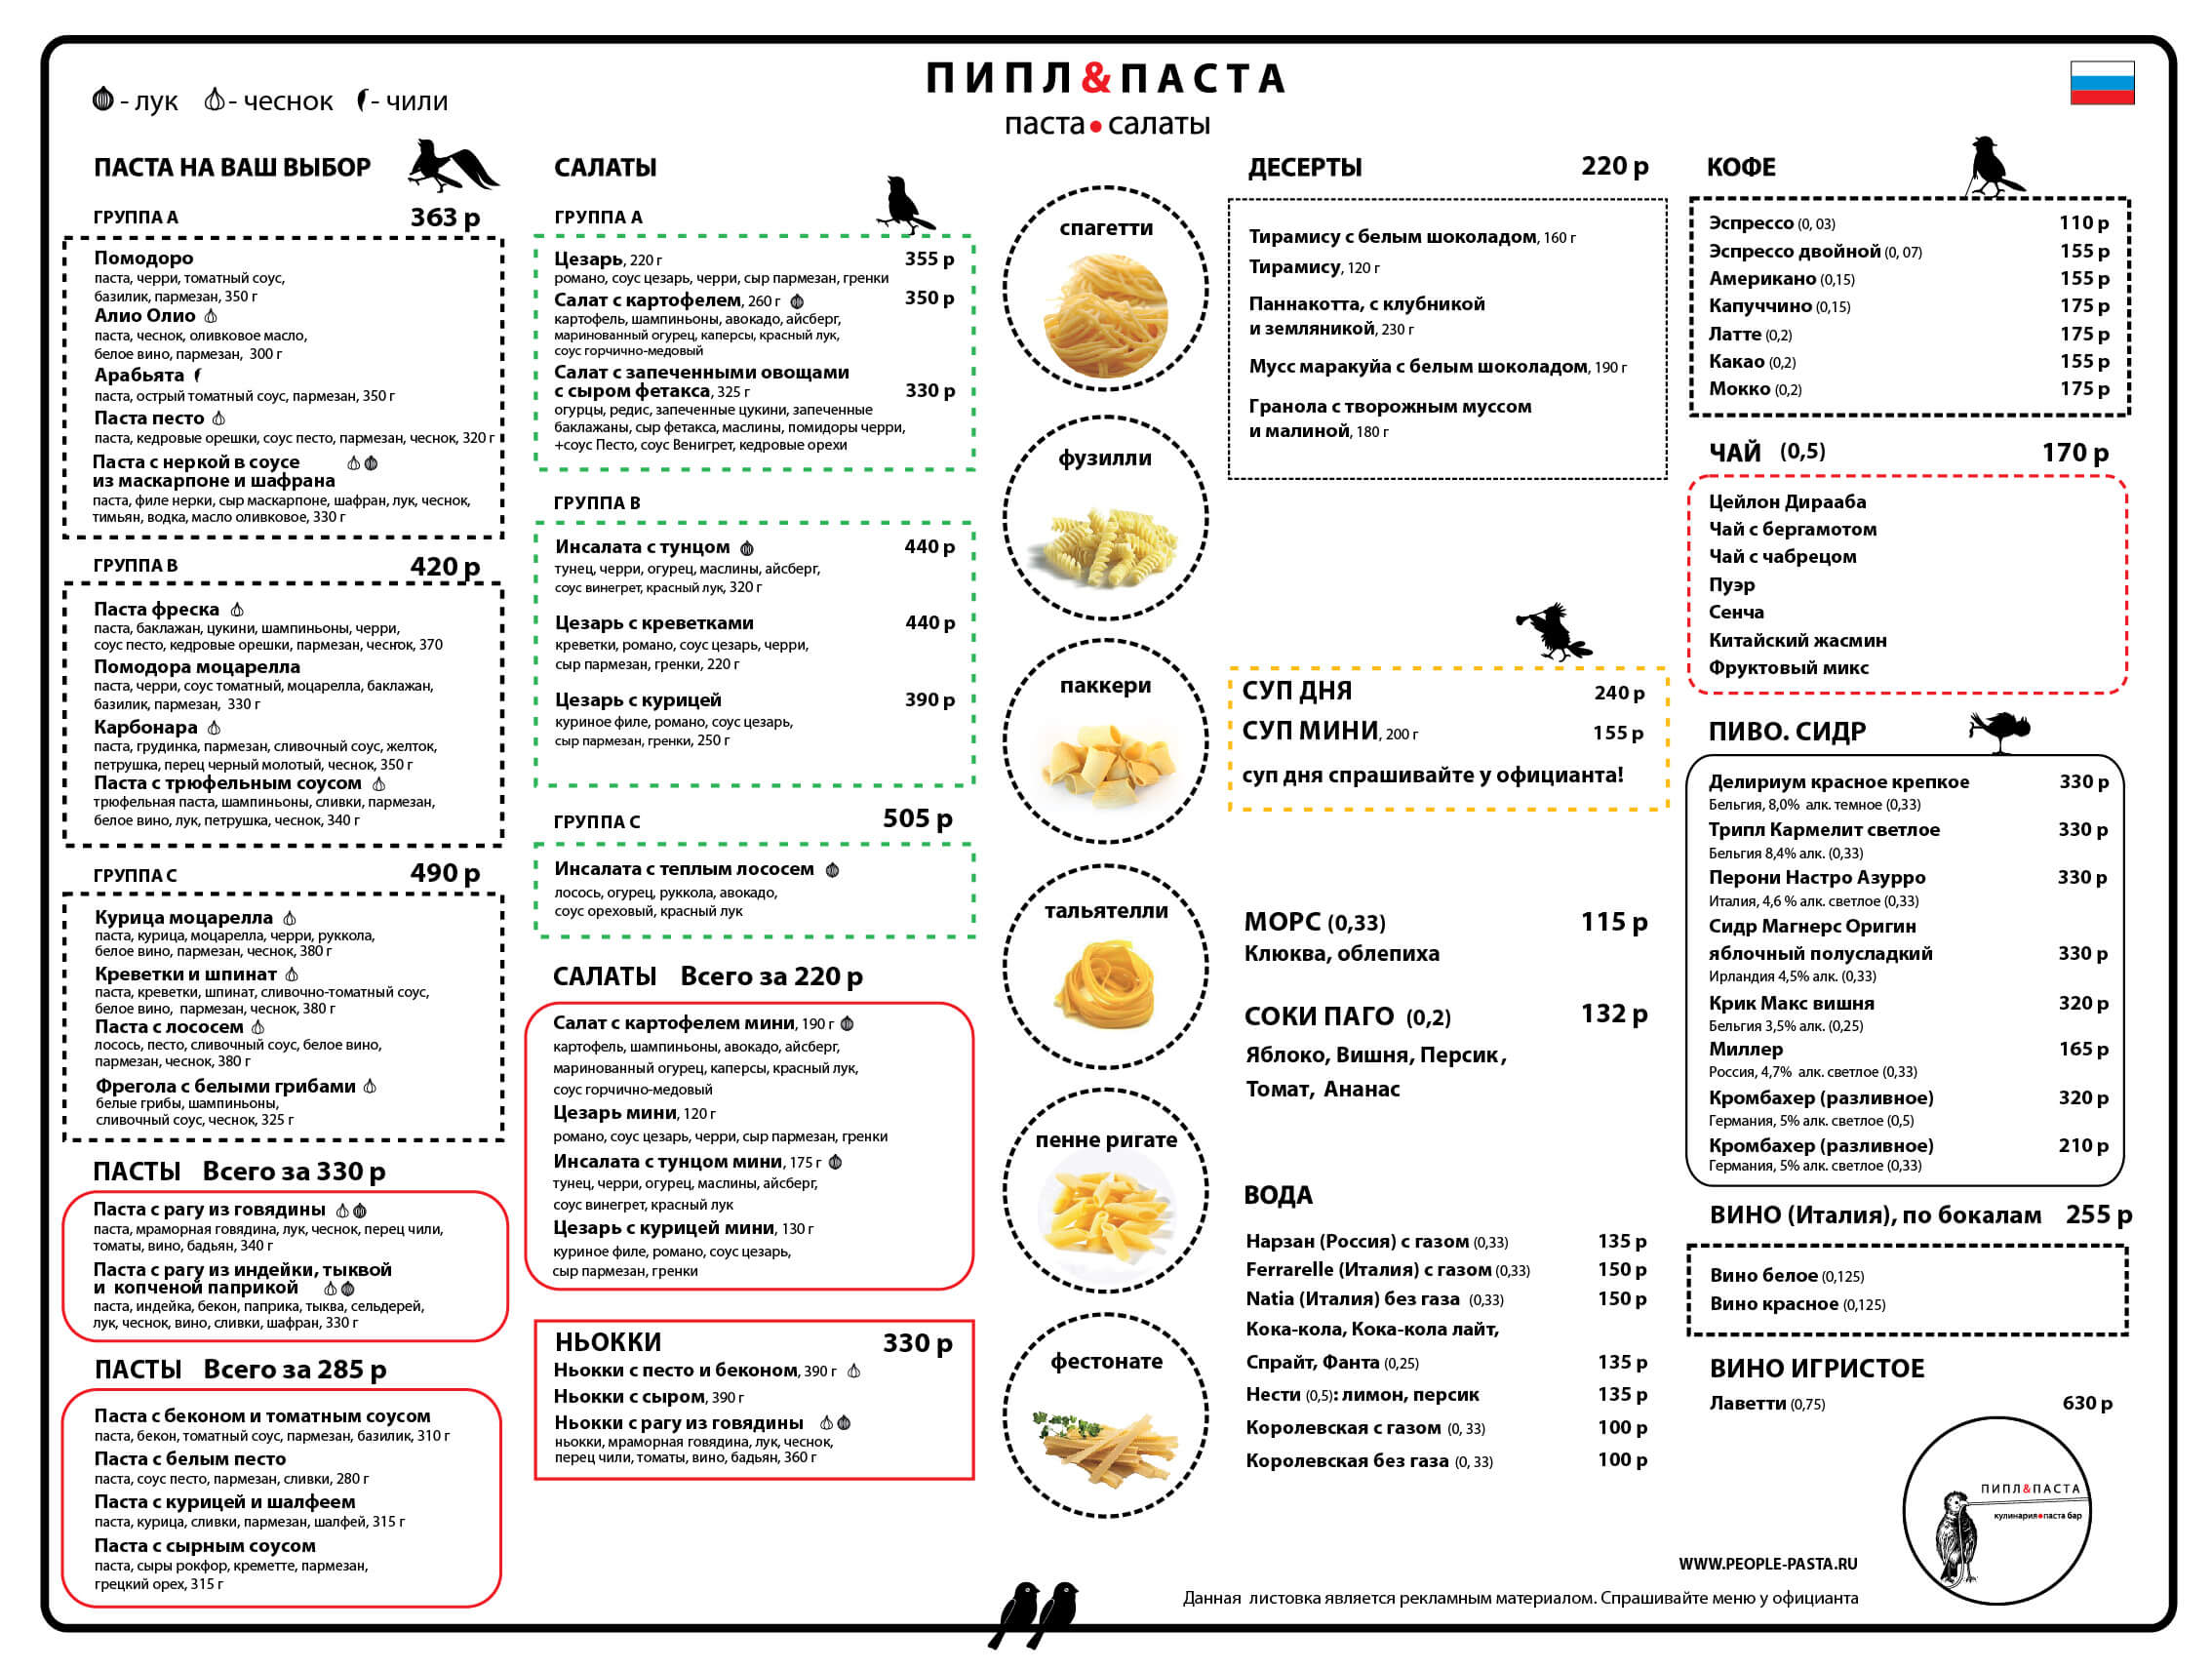 - лук - чеснок - чили
ПИПЛ&ПАСТА
паста•салаты
ПАСТА НА ВАШ ВЫБОР
ГРУППА А 363 р
Помодоро
паста, черри, томатный соус,
базилик, пармезан, 350 г
Алио Олио
паста, чеснок, оливковое масло,
белое вино, пармезан, 300 г
Арабьята
паста, острый томатный соус, пармезан, 350 г
Паста песто
паста, кедровые орешки, соус песто, пармезан, чеснок, 320 г
Паста с неркой в соусе
из маскарпоне и шафрана
паста, филе нерки, сыр маскарпоне, шафран, лук, чеснок,
тимьян, водка, масло оливковое, 330 г
ГРУППА В 420 р
Паста фреска
паста, баклажан, цукини, шампиньоны, черри,
соус песто, кедровые орешки, пармезан, чеснок, 370
Помодора моцарелла
паста, черри, соус томатный, моцарелла, баклажан,
базилик, пармезан, 330 г
Карбонара
паста, грудинка, пармезан, сливочный соус, желток,
петрушка, перец черный молотый, чеснок, 350 г
Паста с трюфельным соусом
трюфельная паста, шампиньоны, сливки, пармезан,
белое вино, лук, петрушка, чеснок, 340 г
ГРУППА С 490 р
Курица моцарелла
паста, курица, моцарелла, черри, руккола,
белое вино, пармезан, чеснок, 380 г
Креветки и шпинат
паста, креветки, шпинат, сливочно-томатный соус,
белое вино, пармезан, чеснок, 380 г
Паста с лососем
лосось, песто, сливочный соус, белое вино,
пармезан, чеснок, 380 г
Фрегола с белыми грибами
белые грибы, шампиньоны,
сливочный соус, чеснок, 325 г
ПАСТЫ Всего за 330 р
Паста с рагу из говядины
паста, мраморная говядина, лук, чеснок, перец чили,
томаты, вино, бадьян, 340 г
Паста с рагу из индейки, тыквой
и копченой паприкой
паста, индейка, бекон, паприка, тыква, сельдерей,
лук, чеснок, вино, сливки, шафран, 330 г
ПАСТЫ Всего за 285 р
Паста с беконом и томатным соусом
паста, бекон, томатный соус, пармезан, базилик, 310 г
Паста с белым песто
паста, соус песто, пармезан, сливки, 280 г
Паста с курицей и шалфеем
паста, курица, сливки, пармезан, шалфей, 315 г
Паста с сырным соусом
паста, сыры рокфор, креметте, пармезан,
грецкий орех, 315 г
САЛАТЫ
ГРУППА А
Цезарь, 220 г 355 р
романо, соус цезарь, черри, сыр пармезан, гренки
Салат с картофелем, 260 г 350 р
картофель, шампиньоны, авокадо, айсберг,
маринованный огурец, каперсы, красный лук,
соус горчично-медовый
Салат с запеченными овощами
с сыром фетакса, 325 г 330 р
огурцы, редис, запеченные цукини, запеченные
баклажаны, сыр фетакса, маслины, помидоры черри,
+соус Песто, соус Венигрет, кедровые орехи
ГРУППА В
Инсалата с тунцом 440 р
тунец, черри, огурец, маслины, айсберг,
соус винегрет, красный лук, 320 г
Цезарь с креветками 440 р
креветки, романо, соус цезарь, черри,
сыр пармезан, гренки, 220 г
Цезарь с курицей 390 р
куриное филе, романо, соус цезарь,
сыр пармезан, гренки, 250 г
ГРУППА С 505 р
Инсалата с теплым лососем
лосось, огурец, руккола, авокадо,
соус ореховый, красный лук
САЛАТЫ Всего за 220 р
Салат с картофелем мини, 190 г
картофель, шампиньоны, авокадо, айсберг,
маринованный огурец, каперсы, красный лук,
соус горчично-медовый
Цезарь мини, 120 г
романо, соус цезарь, черри, сыр пармезан, гренки
Инсалата с тунцом мини, 175 г
тунец, черри, огурец, маслины, айсберг,
соус винегрет, красный лук
Цезарь с курицей мини, 130 г
куриное филе, романо, соус цезарь,
сыр пармезан, гренки
НЬОККИ 330 р
Ньокки с песто и беконом, 390 г
Ньокки с сыром, 390 г
Ньокки с рагу из говядины
ньокки, мраморная говядина, лук, чеснок,
перец чили, томаты, вино, бадьян, 360 г
спагетти
фузилли
паккери
тальятелли
пенне ригате
фестонате
ДЕСЕРТЫ 220 р
Тирамису с белым шоколадом, 160 г
Тирамису, 120 г
Паннакотта, с клубникой
и земляникой, 230 г
Мусс маракуйа с белым шоколадом, 190 г
Гранола с творожным муссом
и малиной, 180 г
СУП ДНЯ 240 р
СУП МИНИ, 200 г 155 р
суп дня спрашивайте у официанта!
МОРС (0,33) 115 р
Клюква, облепиха
СОКИ ПАГО (0,2) 132 р
Яблоко, Вишня, Персик,
Томат, Ананас
ВОДА
Нарзан (Россия) с газом (0,33) 135 р
Ferrarelle (Италия) с газом (0,33) 150 р
Natia (Италия) без газа (0,33) 150 р
Кока-кола, Кока-кола лайт,
Спрайт, Фанта (0,25) 135 р
Нести (0,5): лимон, персик 135 р
Королевская с газом (0, 33) 100 р
Королевская без газа (0, 33) 100 р
КОФЕ
Эспрессо (0, 03) 110 р
Эспрессо двойной (0, 07) 155 р
Американо (0,15) 155 р
Капуччино (0,15) 175 р
Латте (0,2) 175 р
Какао (0,2) 155 р
Мокко (0,2) 175 р
ЧАЙ (0,5) 170 р
Цейлон Дирааба
Чай с бергамотом
Чай с чабрецом
Пуэр
Сенча
Китайский жасмин
Фруктовый микс
ПИВО. СИДР
Делириум красное крепкое 330 р
Бельгия, 8,0% алк. темное (0,33)
Трипл Кармелит светлое 330 р
Бельгия 8,4% алк. (0,33)
Перони Настро Азурро 330 р
Италия, 4,6 % алк. светлое (0,33)
Сидр Магнерс Оригин
яблочный полусладкий 330 р
Ирландия 4,5% алк. (0,33)
Крик Макс вишня 320 р
Бельгия 3,5% алк. (0,25)
Миллер 165 р
Россия, 4,7% алк. светлое (0,33)
Кромбахер (разливное) 320 р
Германия, 5% алк. светлое (0,5)
Кромбахер (разливное) 210 р
Германия, 5% алк. светлое (0,33)
ВИНО (Италия), по бокалам 255 р
Вино белое (0,125)
Вино красное (0,125)
ВИНО ИГРИСТОЕ
Лаветти (0,75) 630 р
ПИПЛ&ПАСТА
кулинария•паста бар
WWW.PEOPLE-PASTA.RU
Данная листовка является рекламным материалом. Спрашивайте меню у официанта